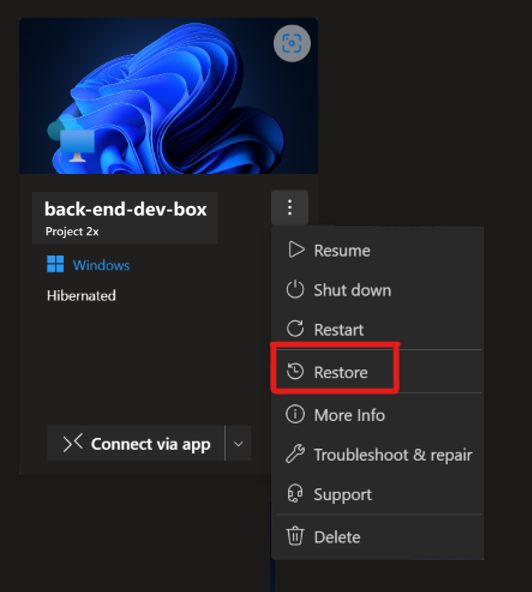 back-end-dev-box
Project 2x
Windows
Hibernated
Connect via app
Resume
Shut down
Restart
Restore
More Info
Troubleshoot & repair
Support
Delete